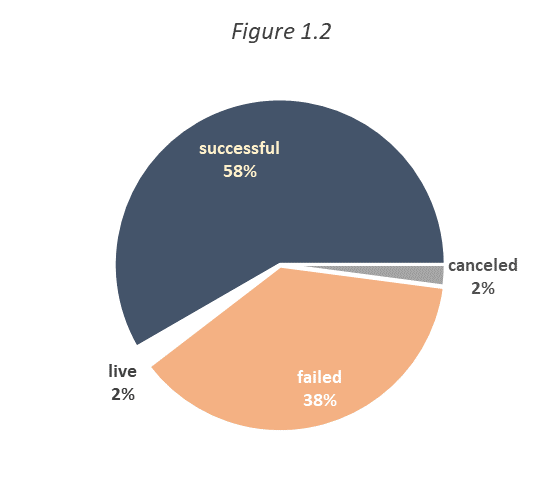 Figure 1.2
successful
58%
canceled
2%
live
2%
failed
38%